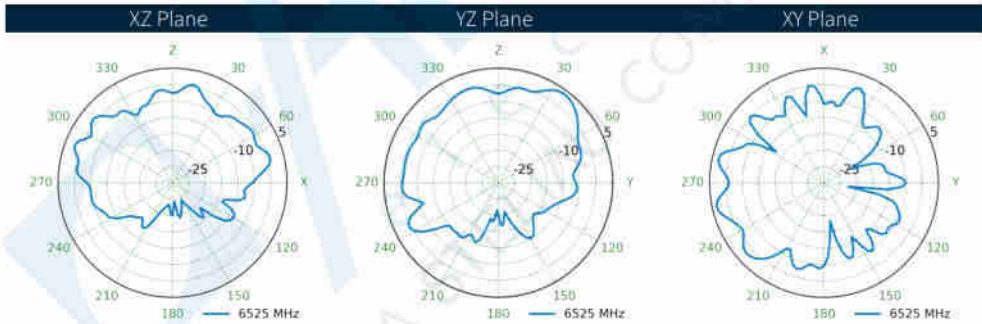 XZ Plane YZ Plane XY Plane
Z Z X
330 30 330 30 330 30
300 60 300 60 300 60
5 5 5
-10 -10 -10
-25 -25 -25
270 X 270 Y 270 Y
240 120 240 120 240 120
210 150 210 150 210 150
180 180 180
6525 MHz 6525 MHz 6525 MHz